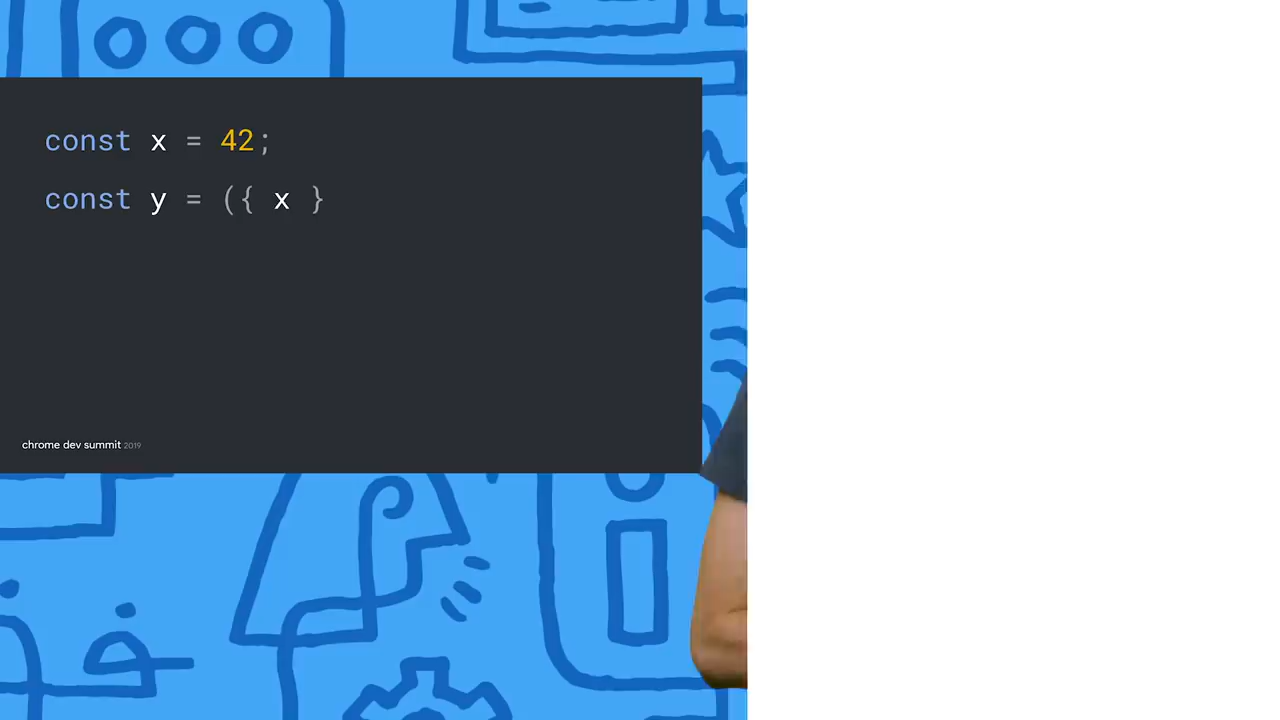 const x = 42;
const y = ({ x }
chrome dev summit 2019